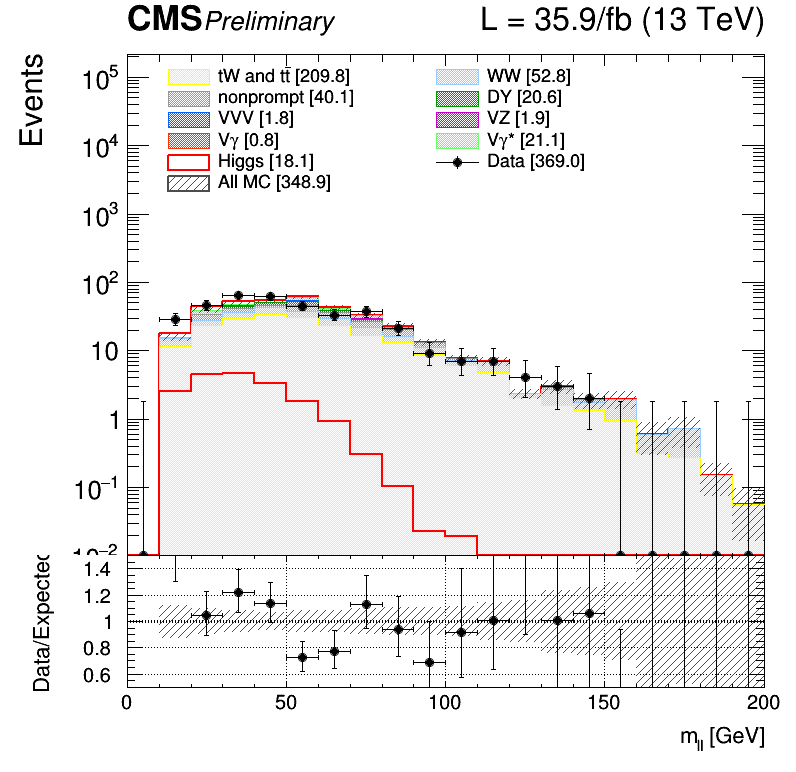 CMS Preliminary L = 35.9/fb (13 TeV)
Events
10^5
10^4
10^3
10^2
10
1
10^−1
10^−2
tW and tt̄ [209.8]
WW [52.8]
nonprompt [40.1]
DY [20.6]
VVV [1.8]
VZ [1.9]
Vγ [0.8]
Vγ* [21.1]
Higgs [18.1]
Data [369.0]
All MC [348.9]
Data/Expected
1.4
1.2
1
0.8
0.6
0 50 100 150 200
m_ll [GeV]